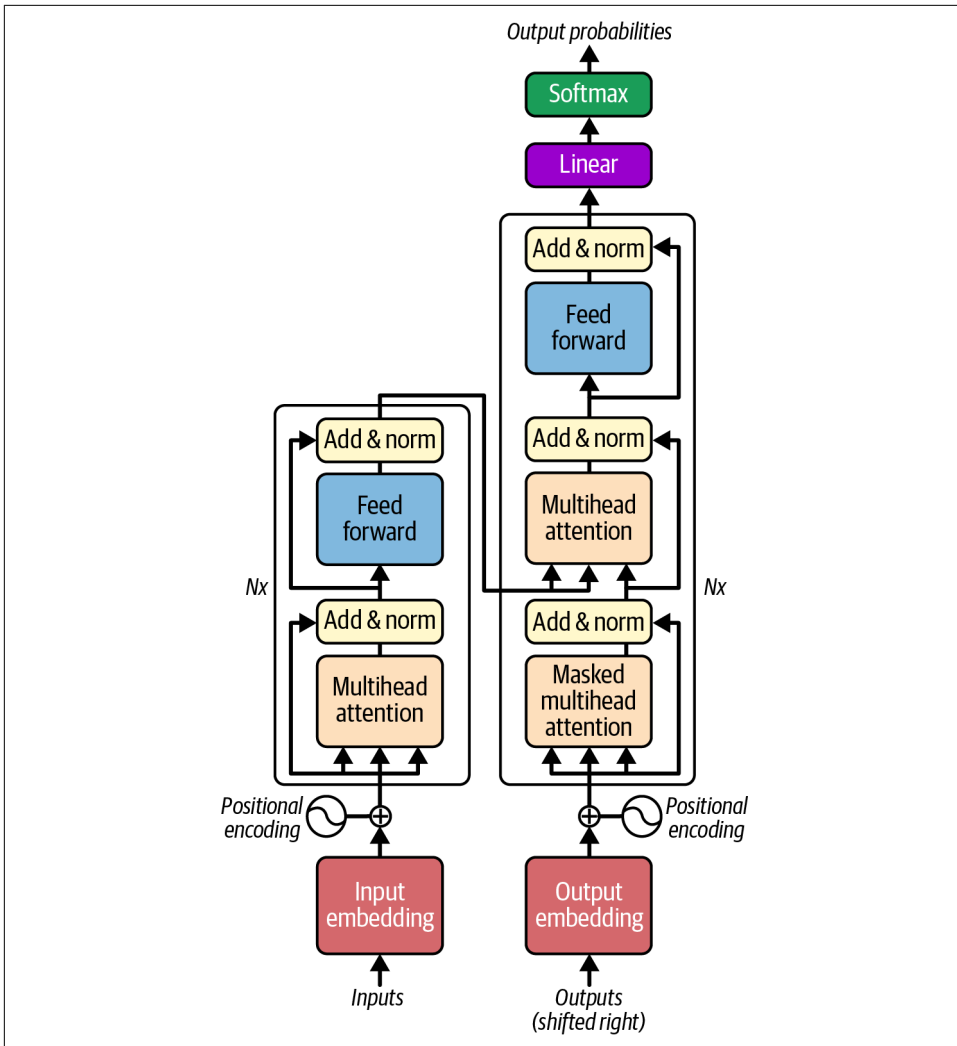 Output probabilities
Softmax
Linear
Add & norm
Feed
forward
Add & norm
Multihead
attention
Add & norm
Masked
multihead
attention
Nx
Add & norm
Feed
forward
Nx
Add & norm
Multihead
attention
Positional
encoding
Positional
encoding
Input
embedding
Output
embedding
Inputs
Outputs
(shifted right)